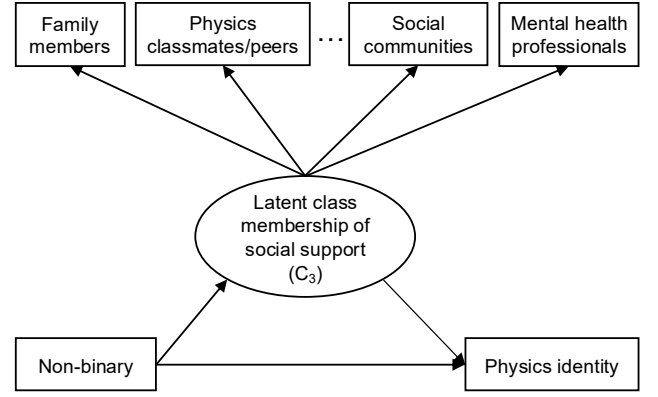 Family
members
Physics
classmates/peers
...
Social
communities
Mental health
professionals
Latent class
membership of
social support
(C₃)
Non-binary
Physics identity